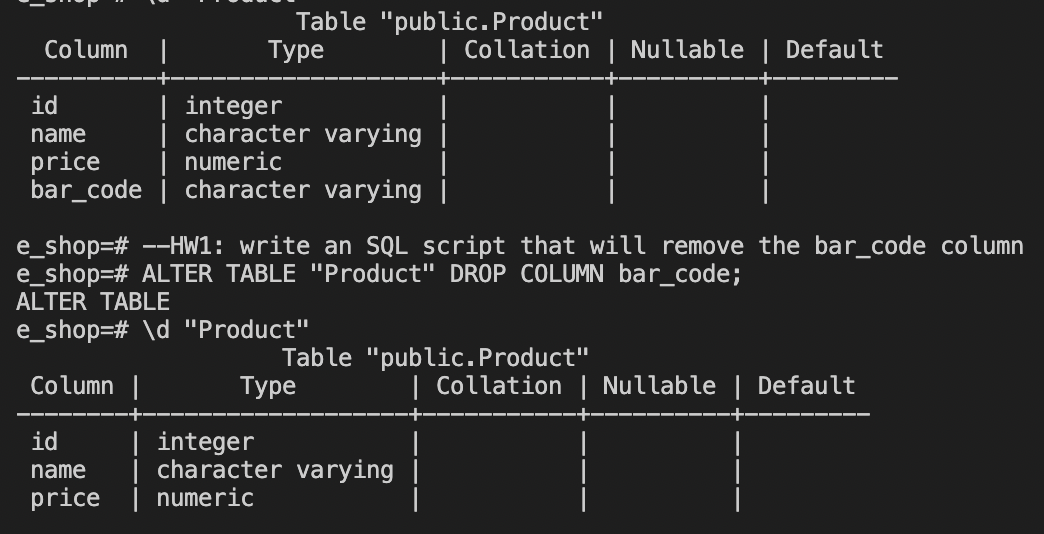 e_shop=# \d "Product"
Table "public.Product"
Column | Type | Collation | Nullable | Default
-----------+-------------------+-----------+----------+---------
id | integer | | |
name | character varying | | |
price | numeric | | |
bar_code | character varying | | |
e_shop=# --HW1: write an SQL script that will remove the bar_code column
e_shop=# ALTER TABLE "Product" DROP COLUMN bar_code;
ALTER TABLE
e_shop=# \d "Product"
Table "public.Product"
Column | Type | Collation | Nullable | Default
--------+-------------------+-----------+----------+---------
id | integer | | |
name | character varying | | |
price | numeric | | |